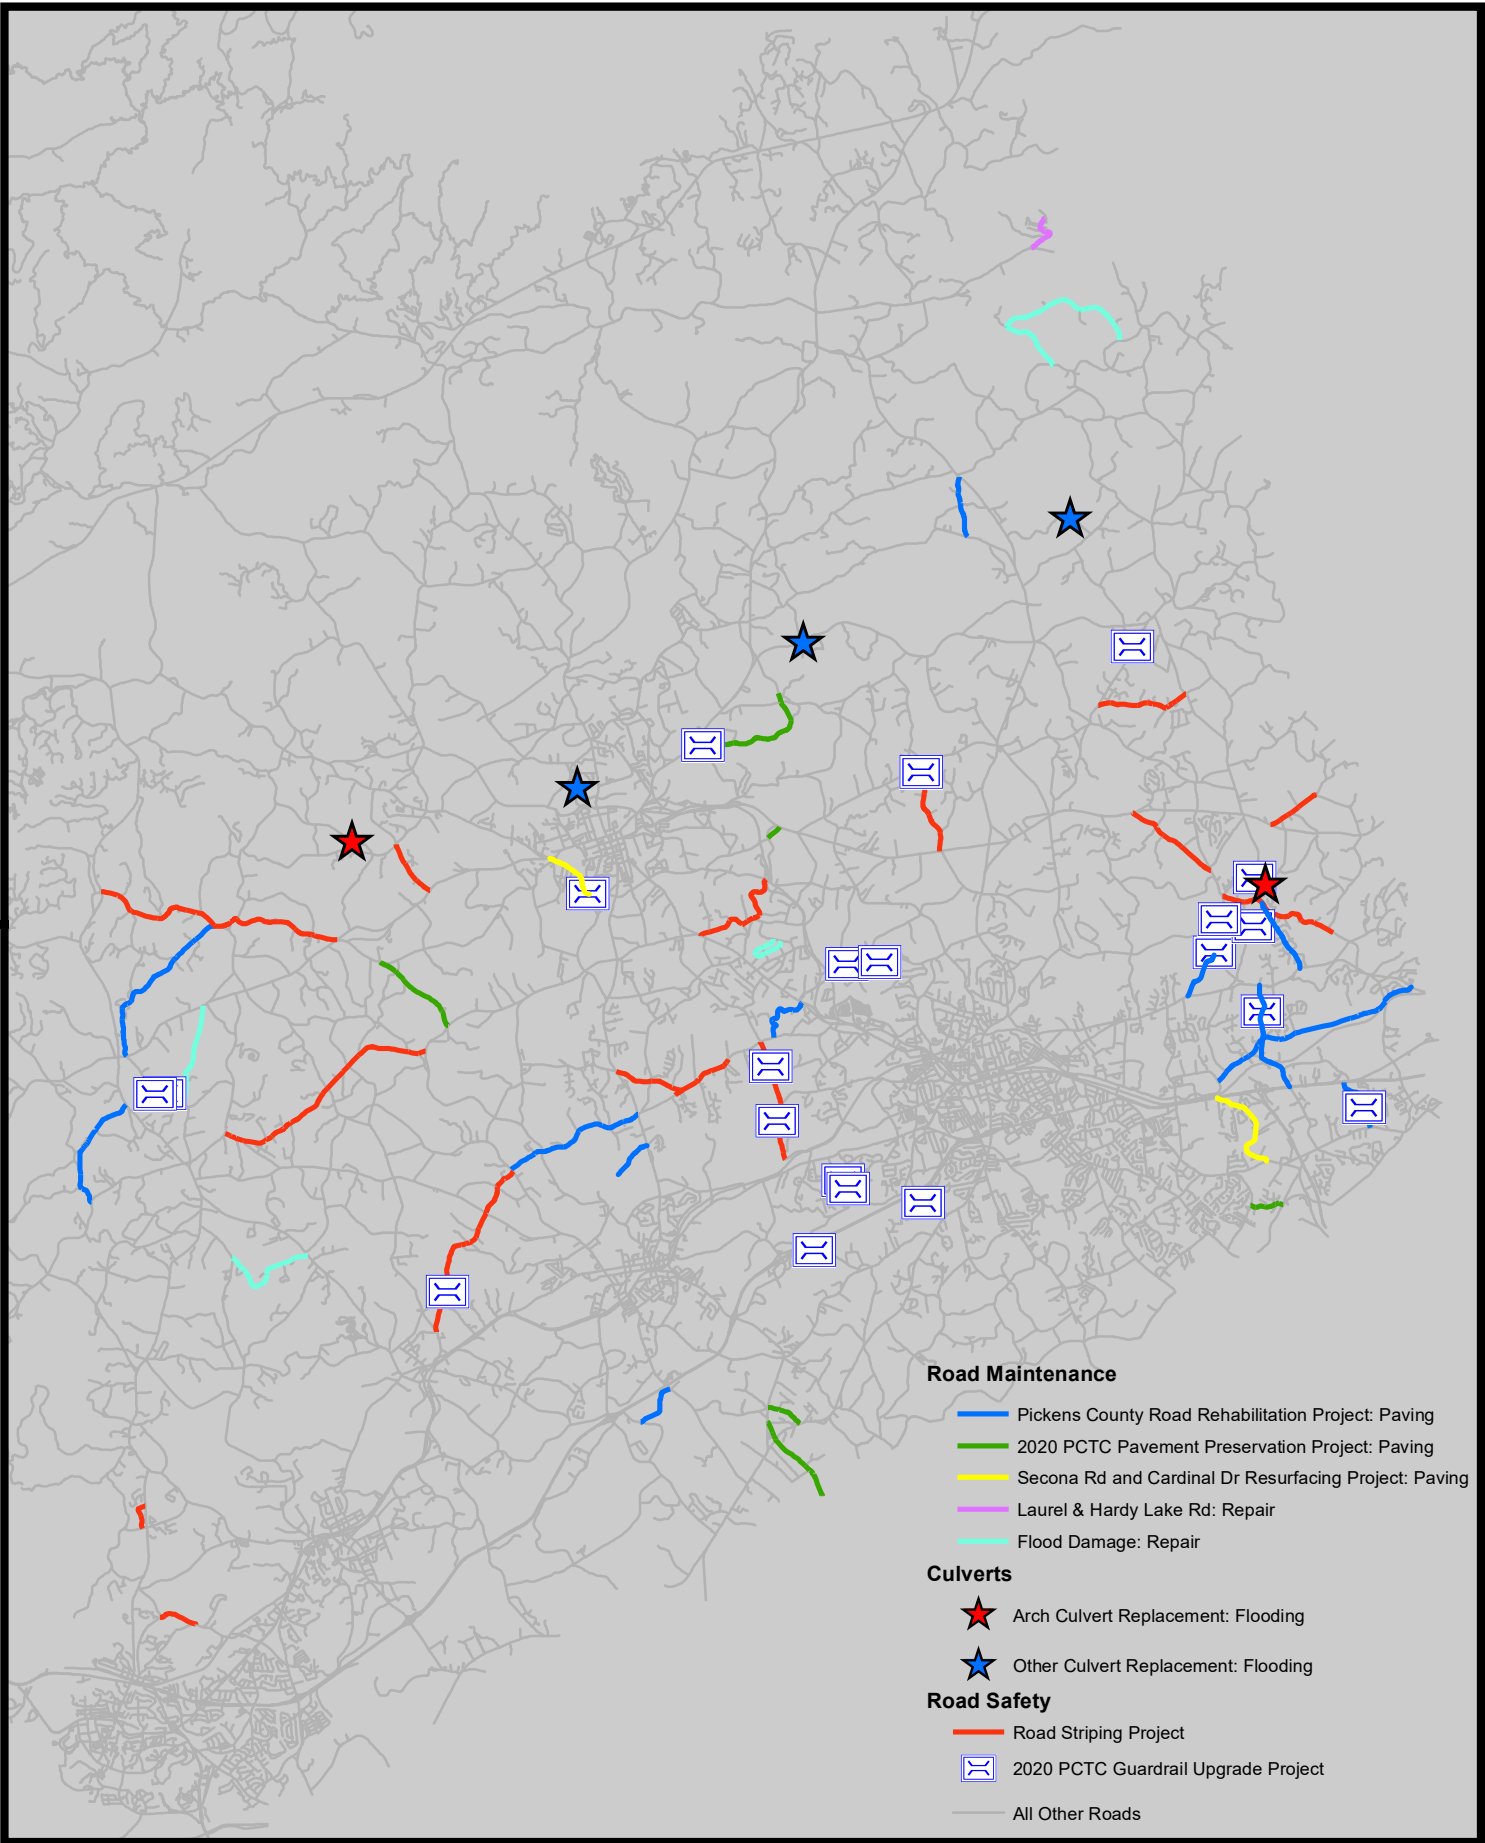 Road Maintenance
Pickens County Road Rehabilitation Project: Paving
2020 PCTC Pavement Preservation Project: Paving
Secona Rd and Cardinal Dr Resurfacing Project: Paving
Laurel & Hardy Lake Rd: Repair
Flood Damage: Repair
Culverts
Arch Culvert Replacement: Flooding
Other Culvert Replacement: Flooding
Road Safety
Road Striping Project
2020 PCTC Guardrail Upgrade Project
All Other Roads